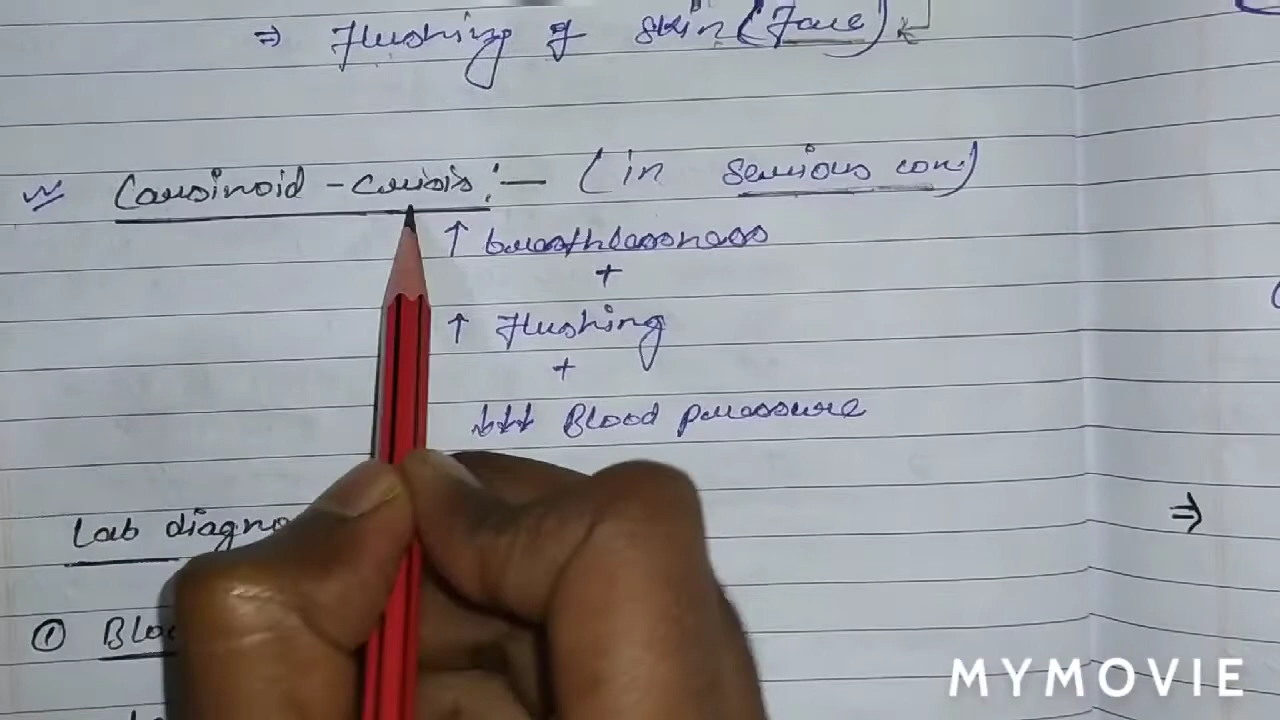 ⇒ Flushing of skin (Face)
Carsinoid - Crisis :— (in serious con.)
↑ breathlessness
+
↑ Flushing
+
↓↓↓ Blood pressure
Lab diagno
⇒
① Bloo
MYMOVIE